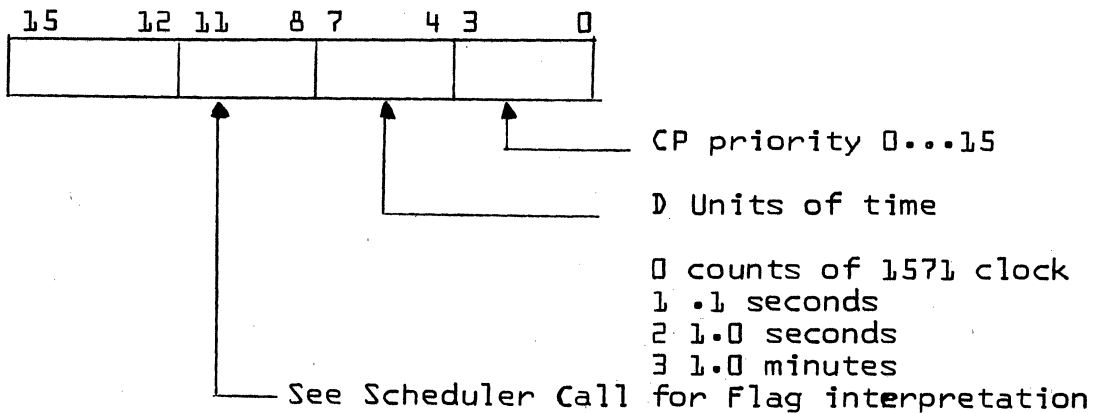 15 12 11 8 7 4 3 0
CP priority 0...15
D Units of time
0 counts of 1571 clock
1 .1 seconds
2 1.0 seconds
3 1.0 minutes
See Scheduler Call for Flag interpretation